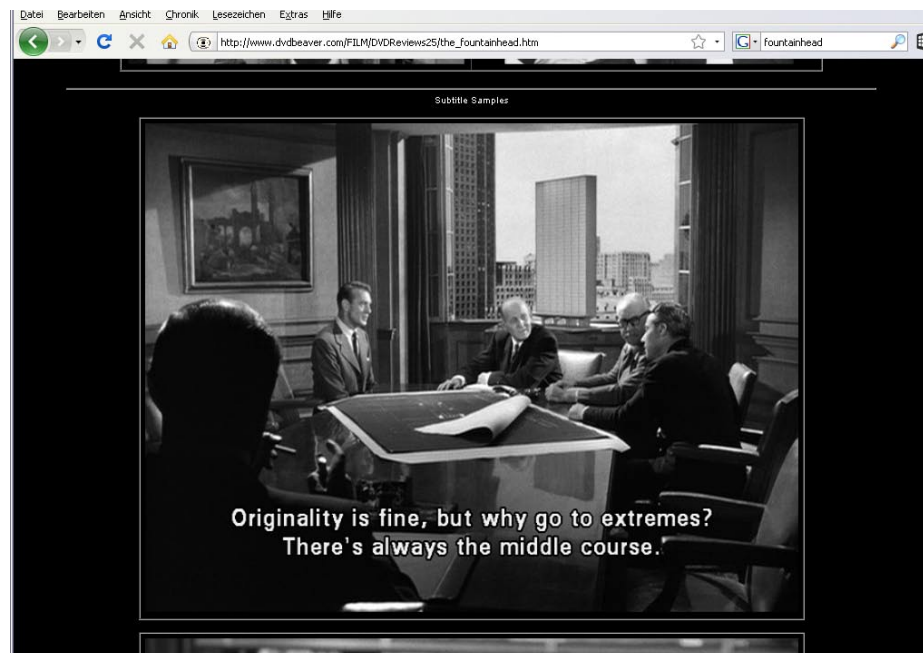 Datei Bearbeiten Ansicht Chronik Lesezeichen Extras Hilfe
http://www.dvdbeaver.com/FILM/DVDReviews25/the_fountainhead.htm
G fountainhead
Subtitle Samples
Originality is fine, but why go to extremes?
There's always the middle course.